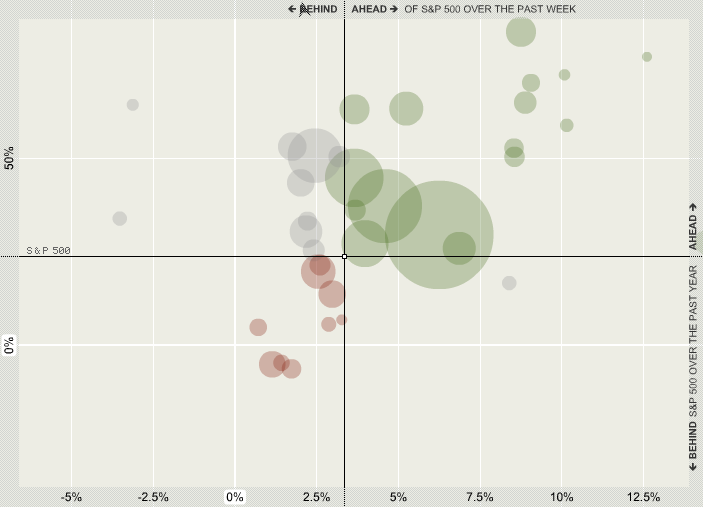 ← BEHIND AHEAD → OF S&P 500 OVER THE PAST WEEK
50%
AHEAD →
S&P 500
← BEHIND S&P 500 OVER THE PAST YEAR
0%
-5% -2.5% 0% 2.5% 5% 7.5% 10% 12.5%